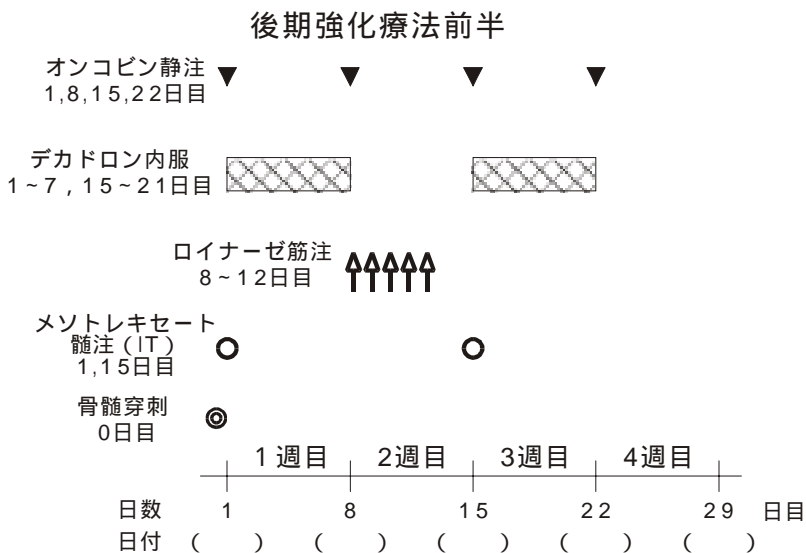 後期強化療法前半
オンコビン静注
1,8,15,22日目
デカドロン内服
1~7,15~21日目
ロイナーゼ筋注
8~12日目
メソトレキセート
髄注(IT)
1,15日目
骨髄穿刺
0日目
1週目 2週目 3週目 4週目
日数 1 8 15 22 29 日目
日付 ( ) ( ) ( ) ( ) ( )